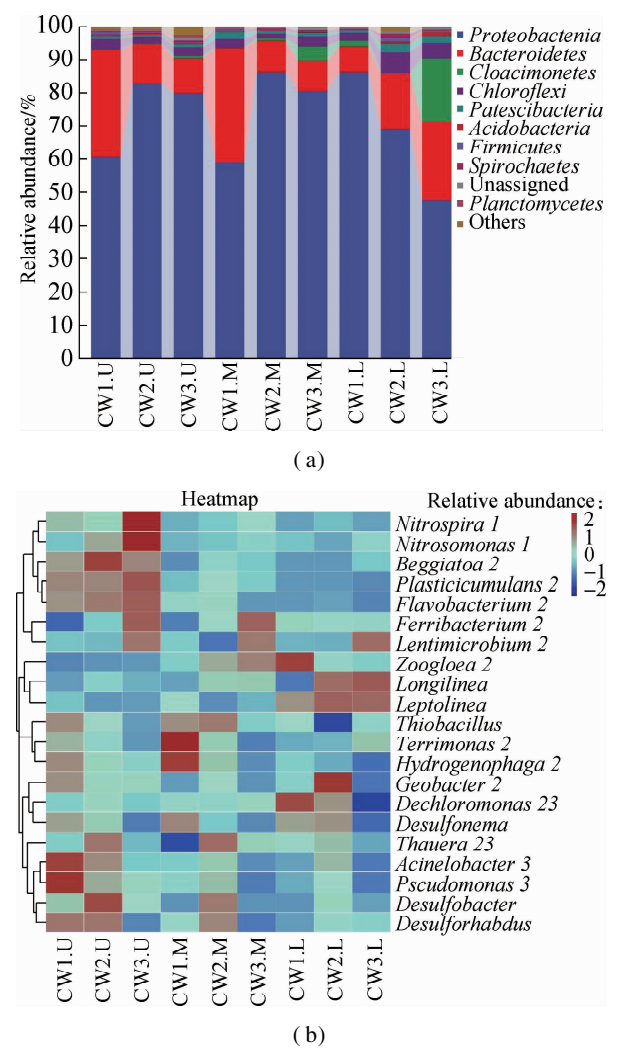 100
90
80
70
60
50
40
30
20
10
0
Relative abundance/%
Proteobactenia
Bacteroidetes
Cloacimonetes
Chloroflexi
Patescibacteria
Acidobacteria
Firmicutes
Spirochaetes
Unassigned
Planctomycetes
Others
CW1.U
CW2.U
CW3.U
CW1.M
CW2.M
CW3.M
CW1.L
CW2.L
CW3.L
(a)
Heatmap
Relative abundance:
2
1
0
−1
−2
Nitrospira 1
Nitrosomonas 1
Beggiatoa 2
Plasticicumulans 2
Flavobacterium 2
Ferribacterium 2
Lentimicrobium 2
Zoogloea 2
Longilinea
Leptolinea
Thiobacillus
Terrimonas 2
Hydrogenophaga 2
Geobacter 2
Dechloromonas 23
Desulfonema
Thauera 23
Acinelobacter 3
Pscudomonas 3
Desulfobacter
Desulforhabdus
CW1.U
CW2.U
CW3.U
CW1.M
CW2.M
CW3.M
CW1.L
CW2.L
CW3.L
(b)